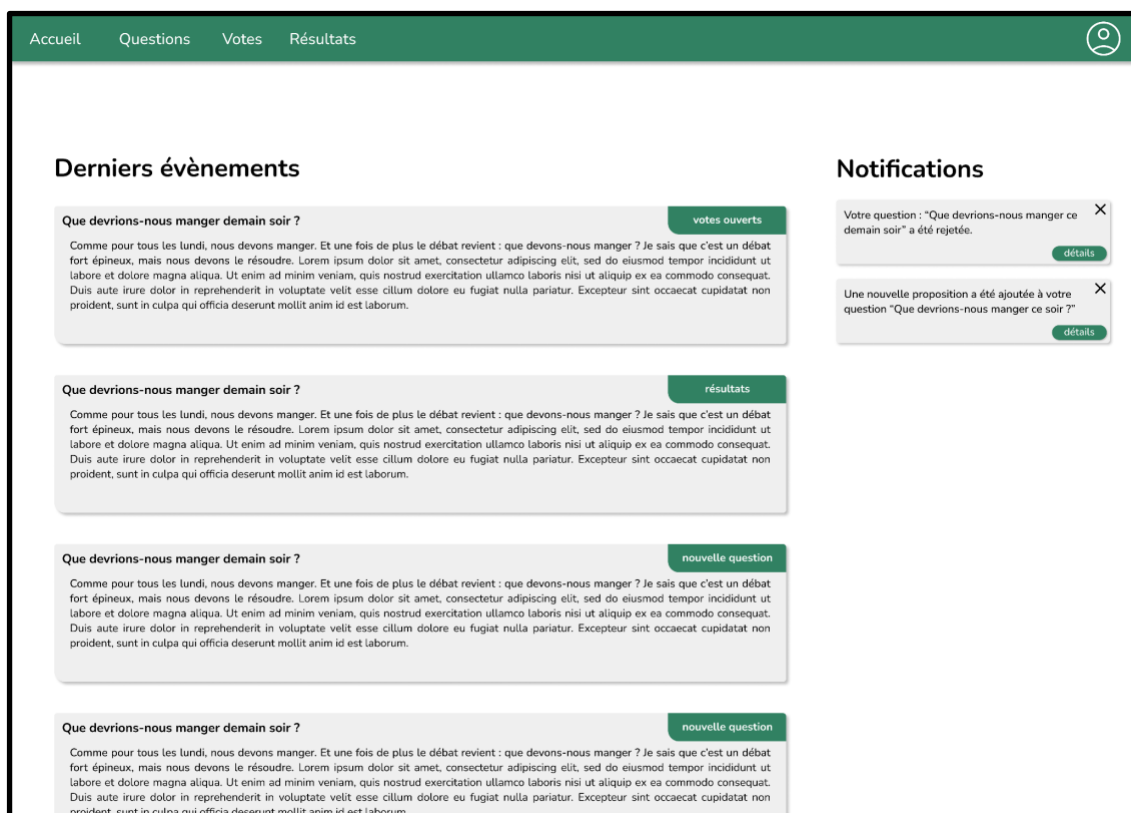 Accueil Questions Votes Résultats
Derniers évènements
Que devrions-nous manger demain soir ?
votes ouverts
Comme pour tous les lundi, nous devons manger. Et une fois de plus le débat revient : que devons-nous manger ? Je sais que c'est un débat
fort épineux, mais nous devons le résoudre. Lorem ipsum dolor sit amet, consectetur adipiscing elit, sed do eiusmod tempor incididunt ut
labore et dolore magna aliqua. Ut enim ad minim veniam, quis nostrud exercitation ullamco laboris nisi ut aliquip ex ea commodo consequat.
Duis aute irure dolor in reprehenderit in voluptate velit esse cillum dolore eu fugiat nulla pariatur. Excepteur sint occaecat cupidatat non
proident, sunt in culpa qui officia deserunt mollit anim id est laborum.
Que devrions-nous manger demain soir ?
résultats
Comme pour tous les lundi, nous devons manger. Et une fois de plus le débat revient : que devons-nous manger ? Je sais que c'est un débat
fort épineux, mais nous devons le résoudre. Lorem ipsum dolor sit amet, consectetur adipiscing elit, sed do eiusmod tempor incididunt ut
labore et dolore magna aliqua. Ut enim ad minim veniam, quis nostrud exercitation ullamco laboris nisi ut aliquip ex ea commodo consequat.
Duis aute irure dolor in reprehenderit in voluptate velit esse cillum dolore eu fugiat nulla pariatur. Excepteur sint occaecat cupidatat non
proident, sunt in culpa qui officia deserunt mollit anim id est laborum.
Que devrions-nous manger demain soir ?
nouvelle question
Comme pour tous les lundi, nous devons manger. Et une fois de plus le débat revient : que devons-nous manger ? Je sais que c'est un débat
fort épineux, mais nous devons le résoudre. Lorem ipsum dolor sit amet, consectetur adipiscing elit, sed do eiusmod tempor incididunt ut
labore et dolore magna aliqua. Ut enim ad minim veniam, quis nostrud exercitation ullamco laboris nisi ut aliquip ex ea commodo consequat.
Duis aute irure dolor in reprehenderit in voluptate velit esse cillum dolore eu fugiat nulla pariatur. Excepteur sint occaecat cupidatat non
proident, sunt in culpa qui officia deserunt mollit anim id est laborum.
Que devrions-nous manger demain soir ?
nouvelle question
Comme pour tous les lundi, nous devons manger. Et une fois de plus le débat revient : que devons-nous manger ? Je sais que c'est un débat
fort épineux, mais nous devons le résoudre. Lorem ipsum dolor sit amet, consectetur adipiscing elit, sed do eiusmod tempor incididunt ut
labore et dolore magna aliqua. Ut enim ad minim veniam, quis nostrud exercitation ullamco laboris nisi ut aliquip ex ea commodo consequat.
Duis aute irure dolor in reprehenderit in voluptate velit esse cillum dolore eu fugiat nulla pariatur. Excepteur sint occaecat cupidatat non
proident, sunt in culpa qui officia deserunt mollit anim id est laborum.
Notifications
Votre question : “Que devrions-nous manger ce
demain soir” a été rejetée.
détails
Une nouvelle proposition a été ajoutée à votre
question “Que devrions-nous manger ce soir ?”
détails